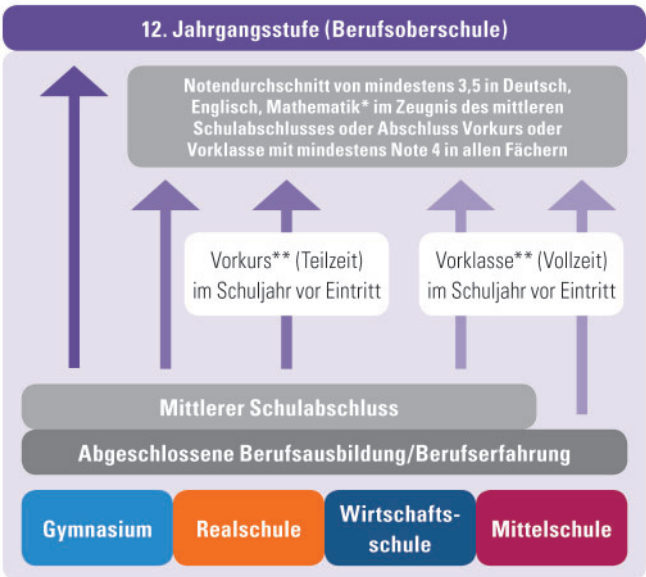 12. Jahrgangsstufe (Berufsoberschule)
Notendurchschnitt von mindestens 3,5 in Deutsch,
Englisch, Mathematik* im Zeugnis des mittleren
Schulabschlusses oder Abschluss Vorkurs oder
Vorklasse mit mindestens Note 4 in allen Fächern
Vorkurs** (Teilzeit)
im Schuljahr vor Eintritt
Vorklasse** (Vollzeit)
im Schuljahr vor Eintritt
Mittlerer Schulabschluss
Abgeschlossene Berufsausbildung/Berufserfahrung
Gymnasium
Realschule
Wirtschafts-
schule
Mittelschule